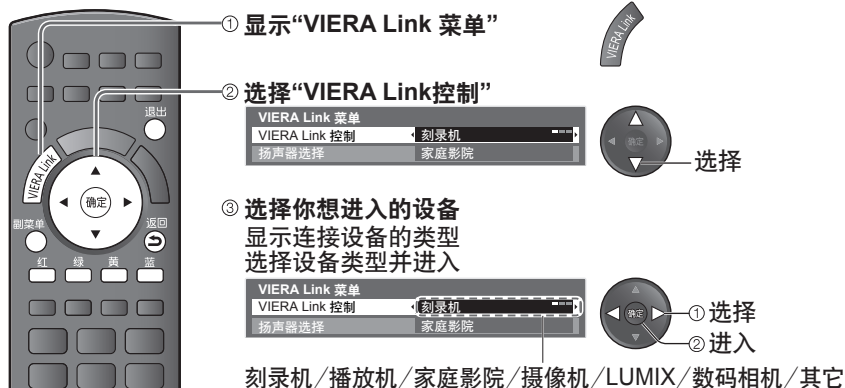 ① 显示“VIERA Link 菜单”
VIERA Link
② 选择“VIERA Link控制”
VIERA Link 菜单
VIERA Link 控制 刻录机
扬声器选择 家庭影院
确定
选择
退出
VIERA Link
确定
副菜单 返回
红 绿 黄 蓝
③ 选择你想进入的设备
显示连接设备的类型
选择设备类型并进入
VIERA Link 菜单
VIERA Link 控制 刻录机
扬声器选择 家庭影院
确定
① 选择
② 进入
刻录机/播放机/家庭影院/摄像机/LUMIX/数码相机/其它